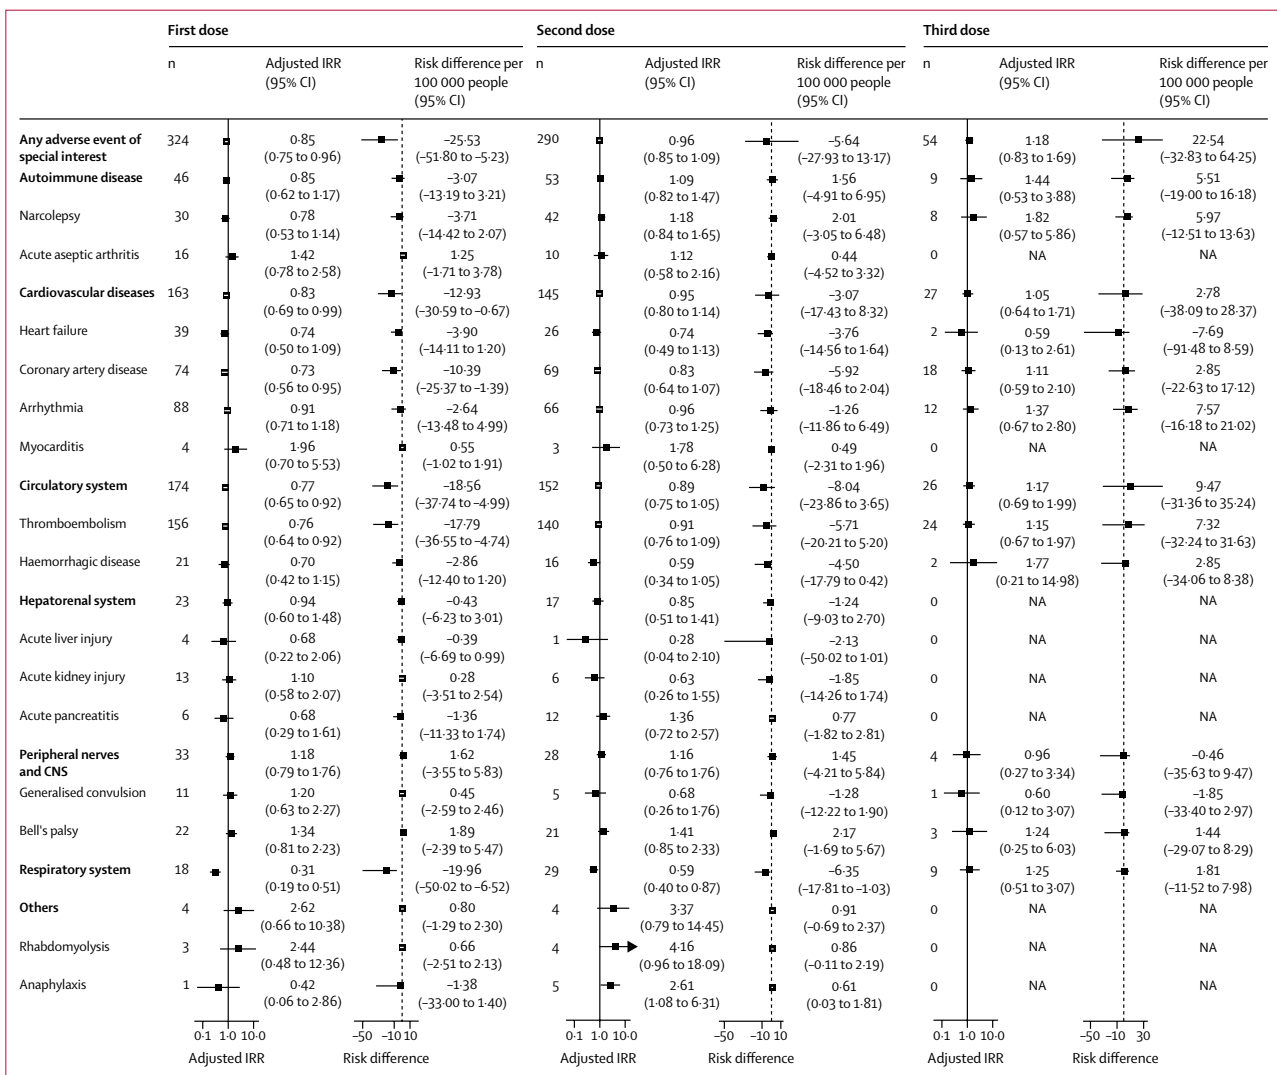 First dose Second dose Third dose
n Adjusted IRR Risk difference per n Adjusted IRR Risk difference per n Adjusted IRR Risk difference per
(95% CI) 100 000 people (95% CI) 100 000 people (95% CI) 100 000 people
(95% CI) (95% CI) (95% CI)
Any adverse event of 324 0·85 –25·53 290 0·96 –5·64 54 1·18 22·54
special interest (0·75 to 0·96) (–51·80 to –5·23) (0·85 to 1·09) (–27·93 to 13·17) (0·83 to 1·69) (–32·83 to 64·25)
Autoimmune disease 46 0·85 –3·07 53 1·09 1·56 9 1·44 5·51
(0·62 to 1·17) (–13·19 to 3·21) (0·82 to 1·47) (–4·91 to 6·95) (0·53 to 3·88) (–19·00 to 16·18)
Narcolepsy 30 0·78 –3·71 42 1·18 2·01 8 1·82 5·97
(0·53 to 1·14) (–14·42 to 2·07) (0·84 to 1·65) (–3·05 to 6·48) (0·57 to 5·86) (–12·51 to 13·63)
Acute aseptic arthritis 16 1·42 1·25 10 1·12 0·44 0 NA NA
(0·78 to 2·58) (–1·71 to 3·78) (0·58 to 2·16) (–4·52 to 3·32)
Cardiovascular diseases 163 0·83 –12·93 145 0·95 –3·07 27 1·05 2·78
(0·69 to 0·99) (–30·59 to –0·67) (0·80 to 1·14) (–17·43 to 8·32) (0·64 to 1·71) (–38·09 to 28·37)
Heart failure 39 0·74 –3·90 26 0·74 –3·76 2 0·59 –7·69
(0·50 to 1·09) (–14·11 to 1·20) (0·49 to 1·13) (–14·56 to 1·64) (0·13 to 2·61) (–91·48 to 8·59)
Coronary artery disease 74 0·73 –10·39 69 0·83 –5·92 18 1·11 2·85
(0·56 to 0·95) (–25·37 to –1·39) (0·64 to 1·07) (–18·46 to 2·04) (0·59 to 2·10) (–22·63 to 17·12)
Arrhythmia 88 0·91 –2·64 66 0·96 –1·26 12 1·37 7·57
(0·71 to 1·18) (–13·48 to 4·99) (0·73 to 1·25) (–11·86 to 6·49) (0·67 to 2·80) (–16·18 to 21·02)
Myocarditis 4 1·96 0·55 3 1·78 0·49 0 NA NA
(0·70 to 5·53) (–1·02 to 1·91) (0·50 to 6·28) (–2·31 to 1·96)
Circulatory system 174 0·77 –18·56 152 0·89 –8·04 26 1·17 9·47
(0·65 to 0·92) (–37·74 to –4·99) (0·75 to 1·05) (–23·86 to 3·65) (0·69 to 1·99) (–31·36 to 35·24)
Thromboembolism 156 0·76 –17·79 140 0·91 –5·71 24 1·15 7·32
(0·64 to 0·92) (–36·55 to –4·74) (0·76 to 1·09) (–20·21 to 5·20) (0·67 to 1·97) (–32·24 to 31·63)
Haemorrhagic disease 21 0·70 –2·86 16 0·59 –4·50 2 1·77 2·85
(0·42 to 1·15) (–12·40 to 1·20) (0·34 to 1·05) (–17·79 to 0·42) (0·21 to 14·98) (–34·06 to 8·38)
Hepatorenal system 23 0·94 –0·43 17 0·85 –1·24 0 NA NA
(0·60 to 1·48) (–6·23 to 3·01) (0·51 to 1·41) (–9·03 to 2·70)
Acute liver injury 4 0·68 –0·39 1 0·28 –2·13 0 NA NA
(0·22 to 2·06) (–6·69 to 0·99) (0·04 to 2·10) (–50·02 to 1·01)
Acute kidney injury 13 1·10 0·28 6 0·63 –1·85 0 NA NA
(0·58 to 2·07) (–3·51 to 2·54) (0·26 to 1·55) (–14·26 to 1·74)
Acute pancreatitis 6 0·68 –1·36 12 1·36 0·77 0 NA NA
(0·29 to 1·61) (–11·33 to 1·74) (0·72 to 2·57) (–1·82 to 2·81)
Peripheral nerves 33 1·18 1·62 28 1·16 1·45 4 0·96 –0·46
and CNS (0·79 to 1·76) (–3·55 to 5·83) (0·76 to 1·76) (–4·21 to 5·84) (0·27 to 3·34) (–35·63 to 9·47)
Generalised convulsion 11 1·20 0·45 5 0·68 –1·28 1 0·60 –1·85
(0·63 to 2·27) (–2·59 to 2·46) (0·26 to 1·76) (–12·22 to 1·90) (0·12 to 3·07) (–33·40 to 2·97)
Bell's palsy 22 1·34 1·89 21 1·41 2·17 3 1·24 1·44
(0·81 to 2·23) (–2·39 to 5·47) (0·85 to 2·33) (–1·69 to 5·67) (0·25 to 6·03) (–29·07 to 8·29)
Respiratory system 18 0·31 –19·96 29 0·59 –6·35 9 1·25 1·81
(0·19 to 0·51) (–50·02 to –6·52) (0·40 to 0·87) (–17·81 to –1·03) (0·51 to 3·07) (–11·52 to 7·98)
Others 4 2·62 0·80 4 3·37 0·91 0 NA NA
(0·66 to 10·38) (–1·29 to 2·30) (0·79 to 14·45) (–0·69 to 2·37)
Rhabdomyolysis 3 2·44 0·66 4 4·16 0·86 0 NA NA
(0·48 to 12·36) (–2·51 to 2·13) (0·96 to 18·09) (–0·11 to 2·19)
Anaphylaxis 1 0·42 –1·38 5 2·61 0·61 0 NA NA
(0·06 to 2·86) (–33·00 to 1·40) (1·08 to 6·31) (0·03 to 1·81)
0·1 1·0 10·0 –50 –10 10 0·1 1·0 10·0 –50 –10 10 0·1 1·0 10·0 –50 –10 30
Adjusted IRR Risk difference Adjusted IRR Risk difference Adjusted IRR Risk difference